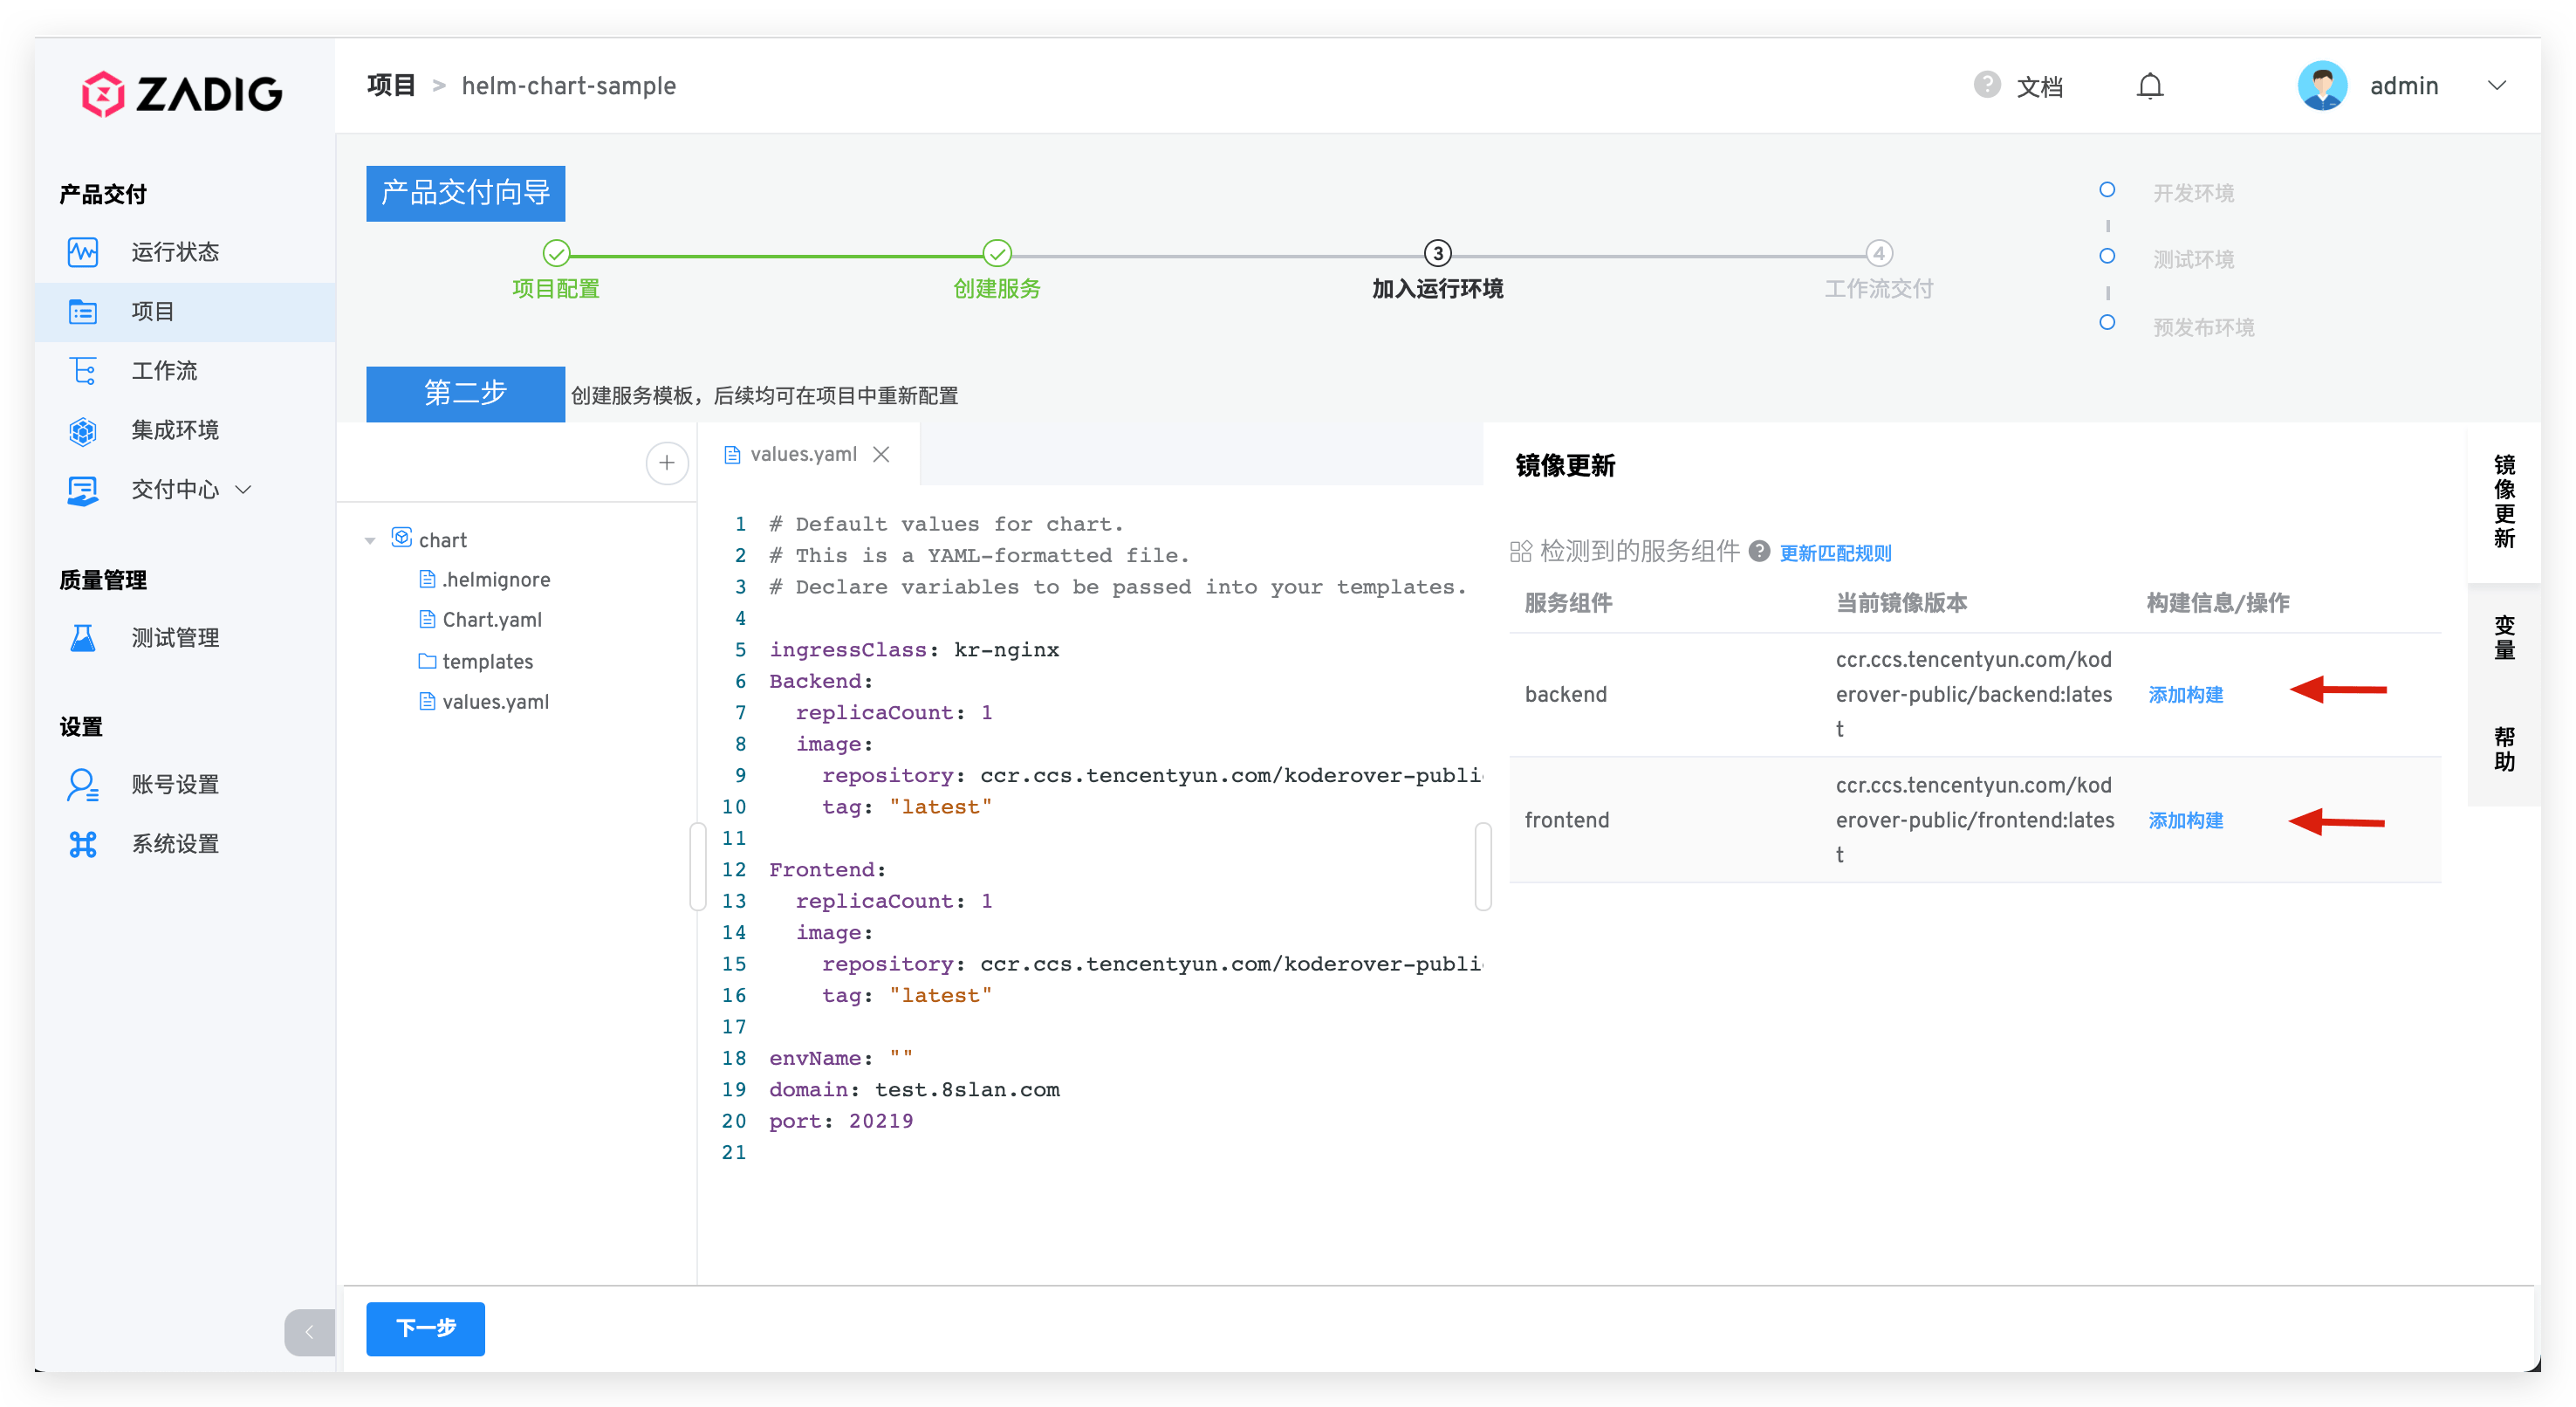 ZADIG
项目 > helm-chart-sample
? 文档
admin
产品交付
运行状态
项目
工作流
集成环境
交付中心
质量管理
测试管理
设置
账号设置
系统设置
产品交付向导
项目配置
创建服务
3
加入运行环境
4
工作流交付
开发环境
测试环境
预发布环境
第二步 创建服务模板，后续均可在项目中重新配置
chart
.helmignore
Chart.yaml
templates
values.yaml
values.yaml
1 # Default values for chart.
2 # This is a YAML-formatted file.
3 # Declare variables to be passed into your templates.
4
5 ingressClass: kr-nginx
6 Backend:
7 replicaCount: 1
8 image:
9 repository: ccr.ccs.tencentyun.com/koderover-publi
10 tag: "latest"
11
12 Frontend:
13 replicaCount: 1
14 image:
15 repository: ccr.ccs.tencentyun.com/koderover-publi
16 tag: "latest"
17
18 envName: ""
19 domain: test.8slan.com
20 port: 20219
21
镜像更新
检测到的服务组件 ? 更新匹配规则
服务组件 当前镜像版本 构建信息/操作
backend ccr.ccs.tencentyun.com/kod
erover-public/backend:lates
t
添加构建
frontend ccr.ccs.tencentyun.com/kod
erover-public/frontend:lates
t
添加构建
镜像更新
变量
帮助
下一步